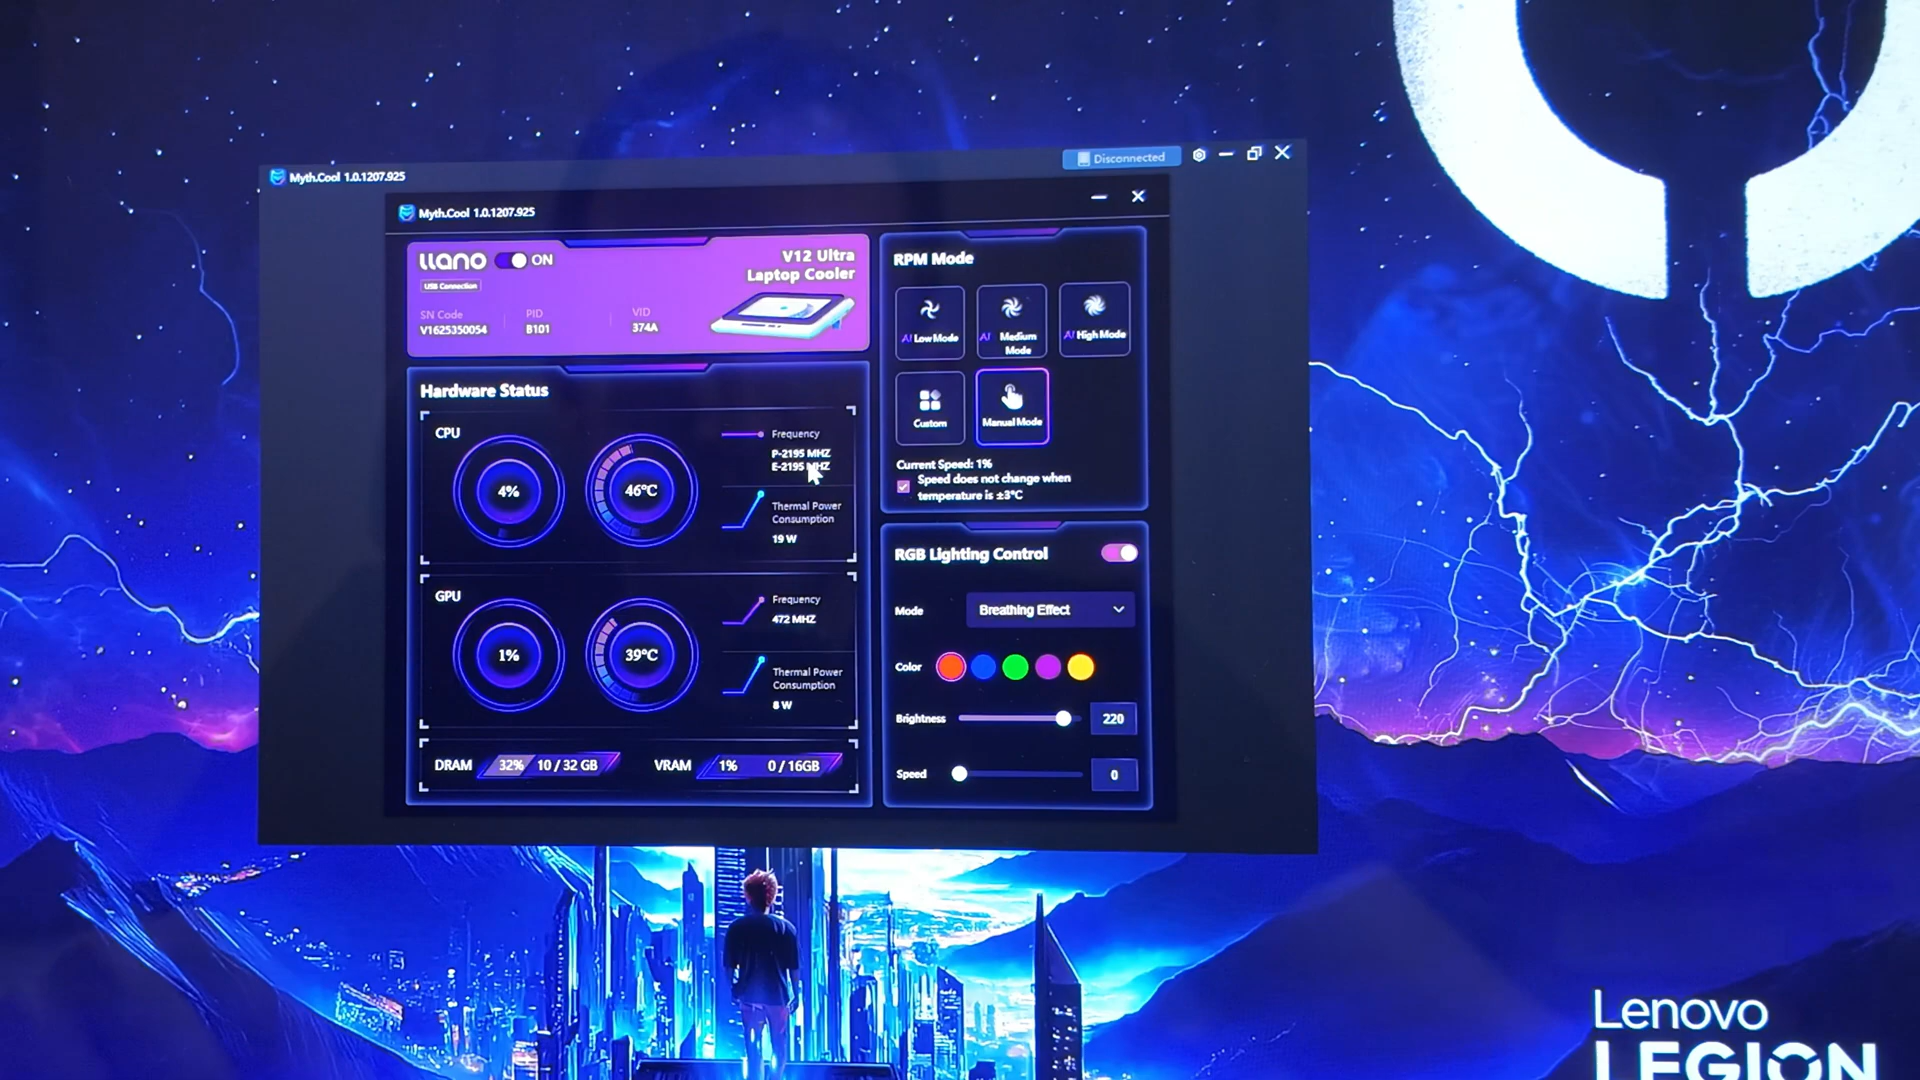 Disconnected
Myth.Cool 1.0.1207.925
Myth.Cool 1.0.1207.925
llano ON
USB Connection
V12 Ultra
Laptop Cooler
SN Code
V1625350054
PID
B101
VID
374A
Hardware Status
CPU
4%
46°C
Frequency
P-2195 MHZ
E-2195 MHZ
Thermal Power
Consumption
19 W
GPU
1%
39°C
Frequency
472 MHZ
Thermal Power
Consumption
8 W
DRAM 32% 10 / 32 GB VRAM 1% 0 / 16GB
RPM Mode
AI Low Mode
AI Medium
Mode
AI High Mode
Custom
Manual Mode
Current Speed: 1%
Speed does not change when
temperature is ±3°C
RGB Lighting Control
Mode Breathing Effect
Color
Brightness 220
Speed 0
Lenovo
LEGION